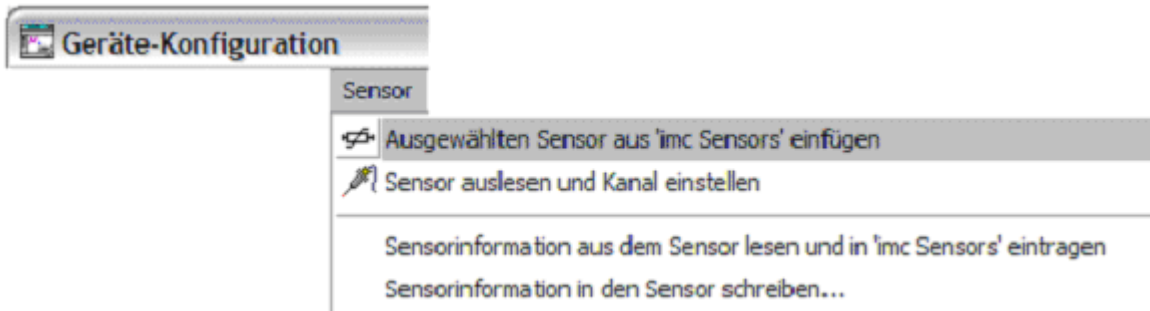 Geräte-Konfiguration
Sensor
Ausgewählten Sensor aus 'imc Sensors' einfügen
Sensor auslesen und Kanal einstellen
Sensorinformation aus dem Sensor lesen und in 'imc Sensors' eintragen
Sensorinformation in den Sensor schreiben...